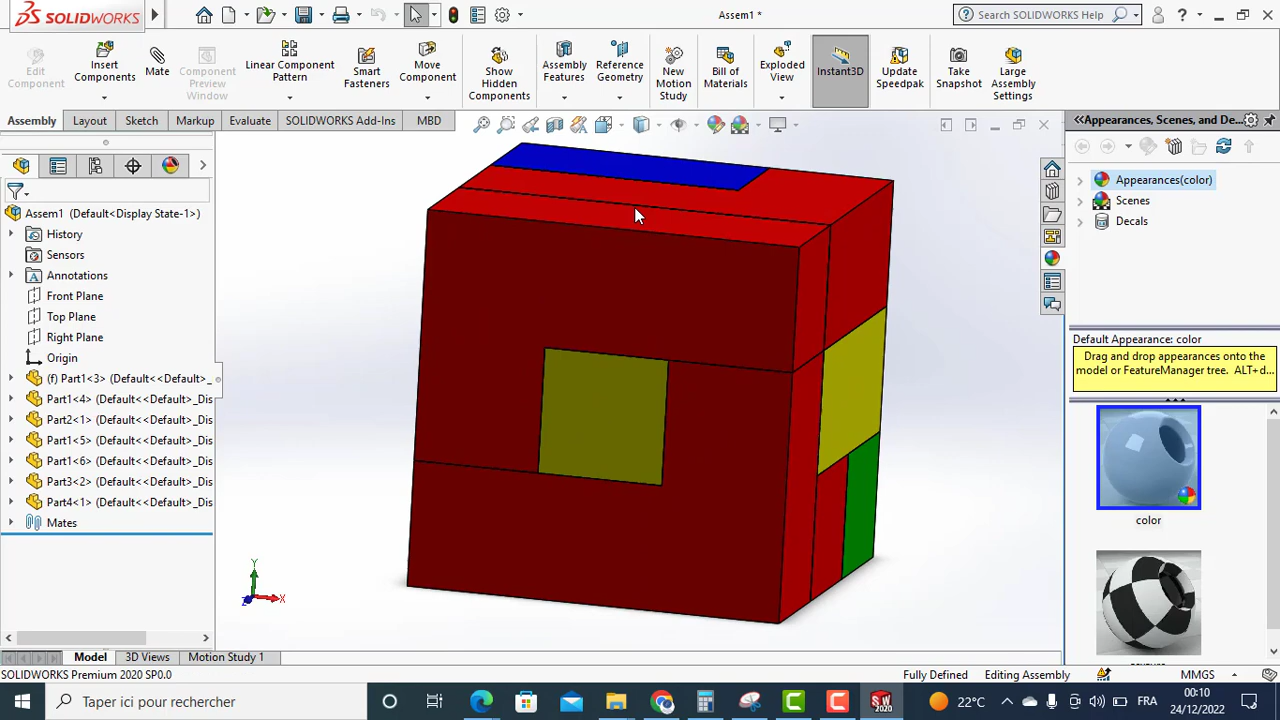 SOLIDWORKS
Assem1 *
Search SOLIDWORKS Help
Edit Component
Insert Components
Mate
Component Preview Window
Linear Component Pattern
Smart Fasteners
Move Component
Show Hidden Components
Assembly Features
Reference Geometry
New Motion Study
Bill of Materials
Exploded View
Instant3D
Update Speedpak
Take Snapshot
Large Assembly Settings
Assembly
Layout
Sketch
Markup
Evaluate
SOLIDWORKS Add-Ins
MBD
Appearances, Scenes, and De...
Assem1 (Default<Display State-1>)
History
Sensors
Annotations
Front Plane
Top Plane
Right Plane
Origin
(f) Part1<3> (Default<<Default>_
Part1<4> (Default<<Default>_Dis
Part2<1> (Default<<Default>_Dis
Part1<5> (Default<<Default>_Dis
Part1<6> (Default<<Default>_Dis
Part3<2> (Default<<Default>_Dis
Part4<1> (Default<<Default>_Dis
Mates
Appearances(color)
Scenes
Decals
Default Appearance: color
Drag and drop appearances onto the
model or FeatureManager tree. ALT+d...
color
Y
Z
X
Model
3D Views
Motion Study 1
SOLIDWORKS Premium 2020 SP0.0
Fully Defined
Editing Assembly
MMGS
Taper ici pour rechercher
SW
2020
22°C
FRA
00:10
24/12/2022